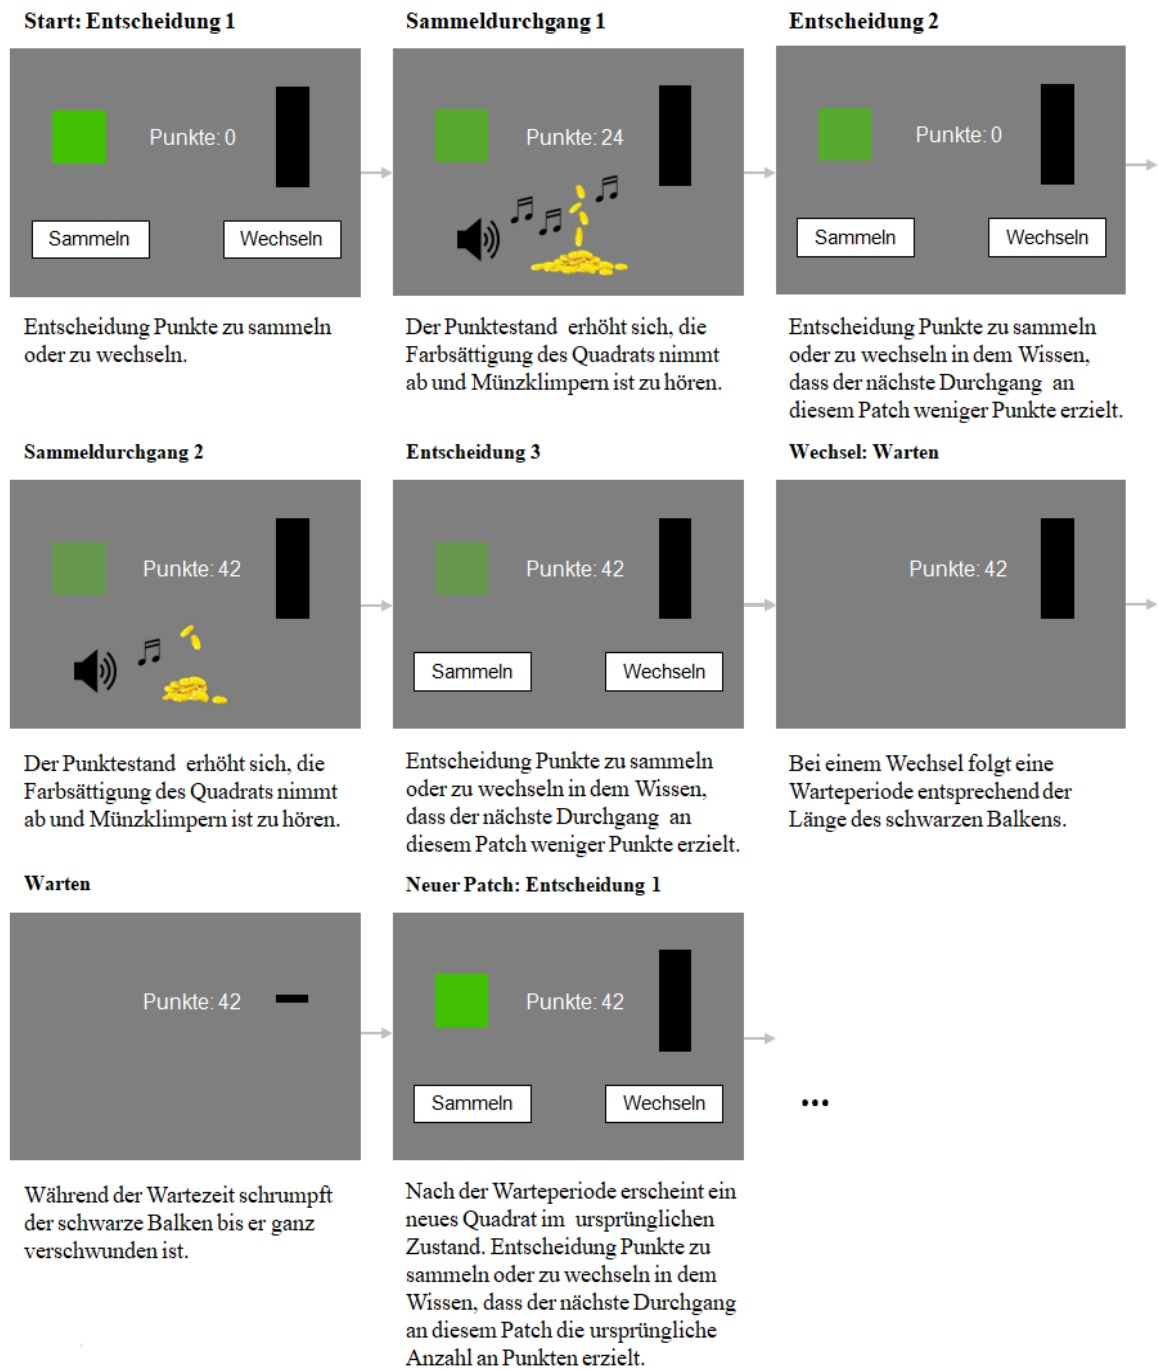 Start: Entscheidung 1
Punkte: 0
Sammeln
Wechseln
Entscheidung Punkte zu sammeln
oder zu wechseln.
Sammeldurchgang 1
Punkte: 24
Der Punktestand erhöht sich, die
Farbsättigung des Quadrats nimmt
ab und Münzklimpern ist zu hören.
Entscheidung 2
Punkte: 0
Sammeln
Wechseln
Entscheidung Punkte zu sammeln
oder zu wechseln in dem Wissen,
dass der nächste Durchgang an
diesem Patch weniger Punkte erzielt.
Sammeldurchgang 2
Punkte: 42
Der Punktestand erhöht sich, die
Farbsättigung des Quadrats nimmt
ab und Münzklimpern ist zu hören.
Entscheidung 3
Punkte: 42
Sammeln
Wechseln
Entscheidung Punkte zu sammeln
oder zu wechseln in dem Wissen,
dass der nächste Durchgang an
diesem Patch weniger Punkte erzielt.
Wechsel: Warten
Punkte: 42
Bei einem Wechsel folgt eine
Warteperiode entsprechend der
Länge des schwarzen Balkens.
Warten
Punkte: 42
Während der Wartezeit schrumpft
der schwarze Balken bis er ganz
verschwunden ist.
Neuer Patch: Entscheidung 1
Punkte: 42
Sammeln
Wechseln
Nach der Warteperiode erscheint ein
neues Quadrat im ursprünglichen
Zustand. Entscheidung Punkte zu
sammeln oder zu wechseln in dem
Wissen, dass der nächste Durchgang
an diesem Patch die ursprüngliche
Anzahl an Punkten erzielt.
...